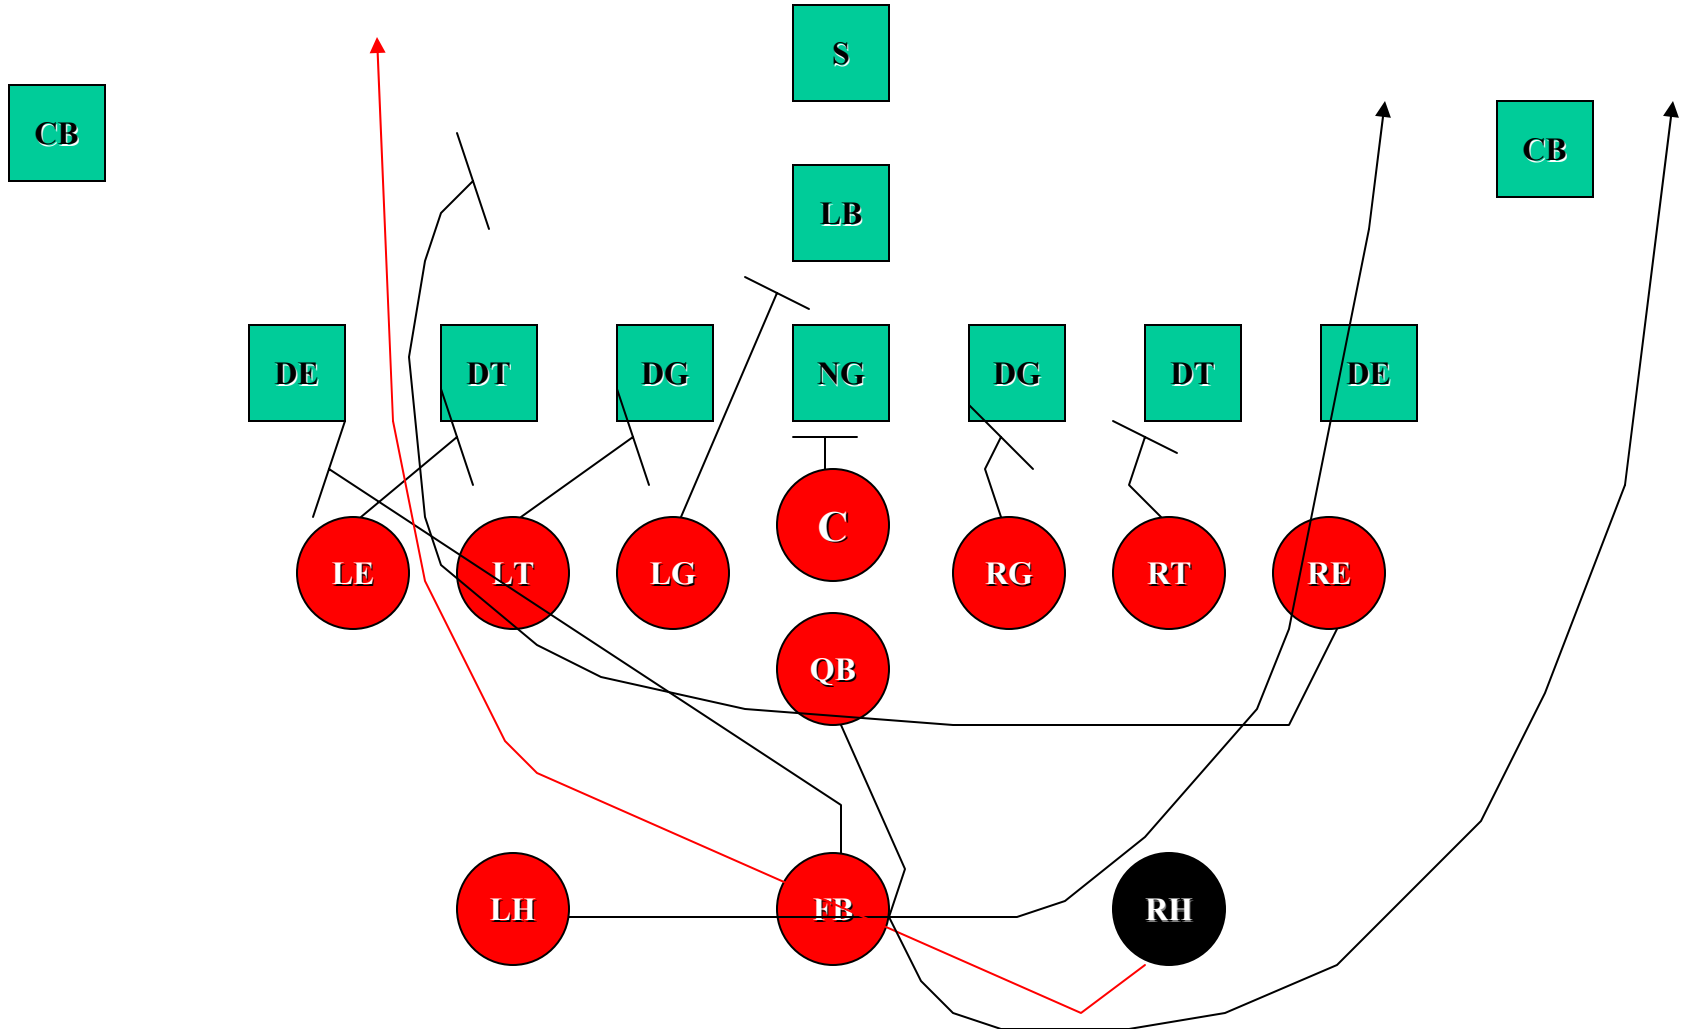 S
CB
CB
LB
DE
DT
DG
NG
DG
DT
DE
C
LE
LT
LG
RG
RT
RE
QB
LH
FB
RH